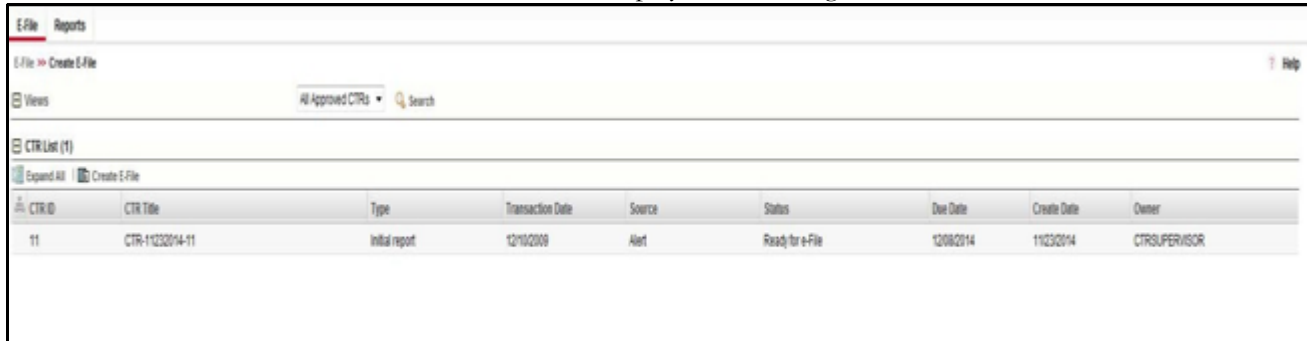 E-File Reports
E-File >> Create E-File ? Help
Views All Approved CTRs Search
CTR List (1)
Expand All | Create E-File
CTR ID CTR Title Type Transaction Date Source Status Due Date Create Date Owner
11 CTR-11232014-11 Initial report 12/10/2009 Alert Ready for e-File 12/08/2014 11/23/2014 CTRSUPERVISOR